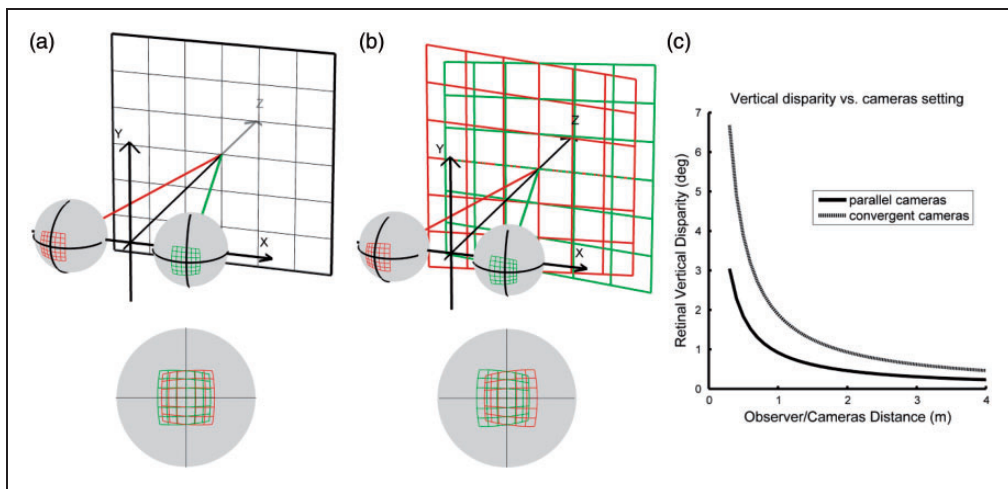 (a)
Z
Y
X
(b)
Z
Y
X
(c)
Vertical disparity vs. cameras setting
Retinal Vertical Disparity (deg)
7
6
5
4
3
2
1
0
parallel cameras
convergent cameras
0 1 2 3 4
Observer/Cameras Distance (m)